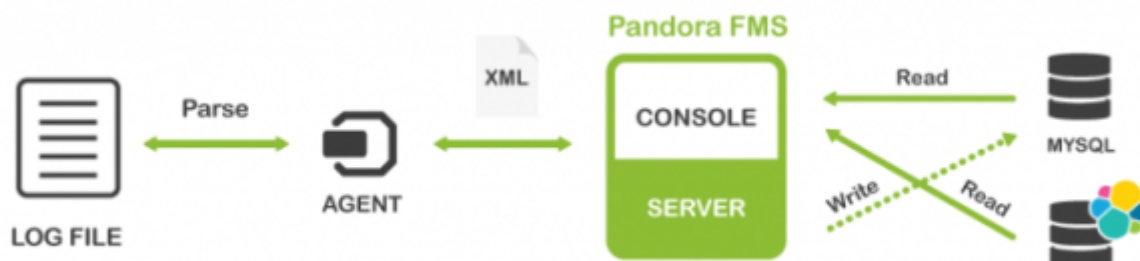 Pandora FMS
XML
Parse
Read
CONSOLE
MYSQL
AGENT
SERVER
Write
Read
LOG FILE